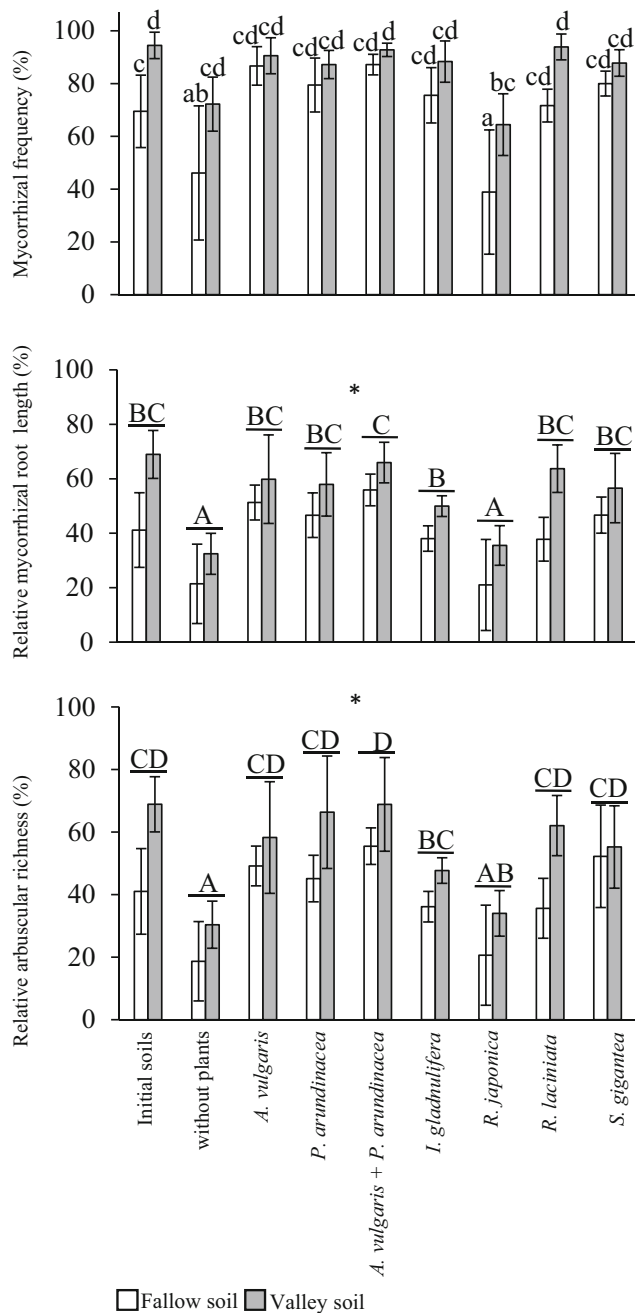 Mycorrhizal frequency (%)
100
80
60
40
20
0
c d ab cd cd cd cd cd cd d cd cd a bc cd d cd cd
Relative mycorrhizal root length (%)
100
80
60
40
20
0
*
BC A BC BC C B A BC BC
Relative arbuscular richness (%)
100
80
60
40
20
0
*
CD A CD CD D BC AB CD CD
Initial soils
without plants
A. vulgaris
P. arundinacea
A. vulgaris + P. arundinacea
I. gladnulifera
R. japonica
R. laciniata
S. gigantea
Fallow soil Valley soil